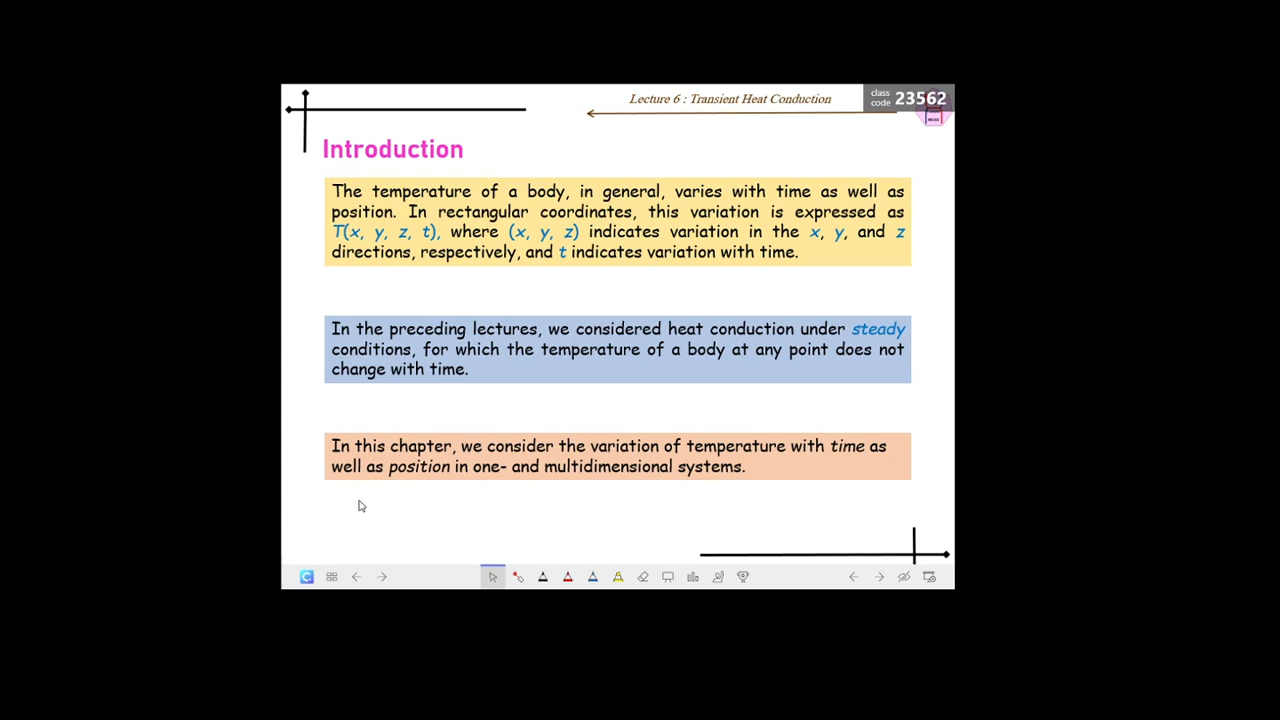 Lecture 6 : Transient Heat Conduction
class
code 23562
Introduction
The temperature of a body, in general, varies with time as well as
position. In rectangular coordinates, this variation is expressed as
T(x, y, z, t), where (x, y, z) indicates variation in the x, y, and z
directions, respectively, and t indicates variation with time.
In the preceding lectures, we considered heat conduction under steady
conditions, for which the temperature of a body at any point does not
change with time.
In this chapter, we consider the variation of temperature with time as
well as position in one- and multidimensional systems.